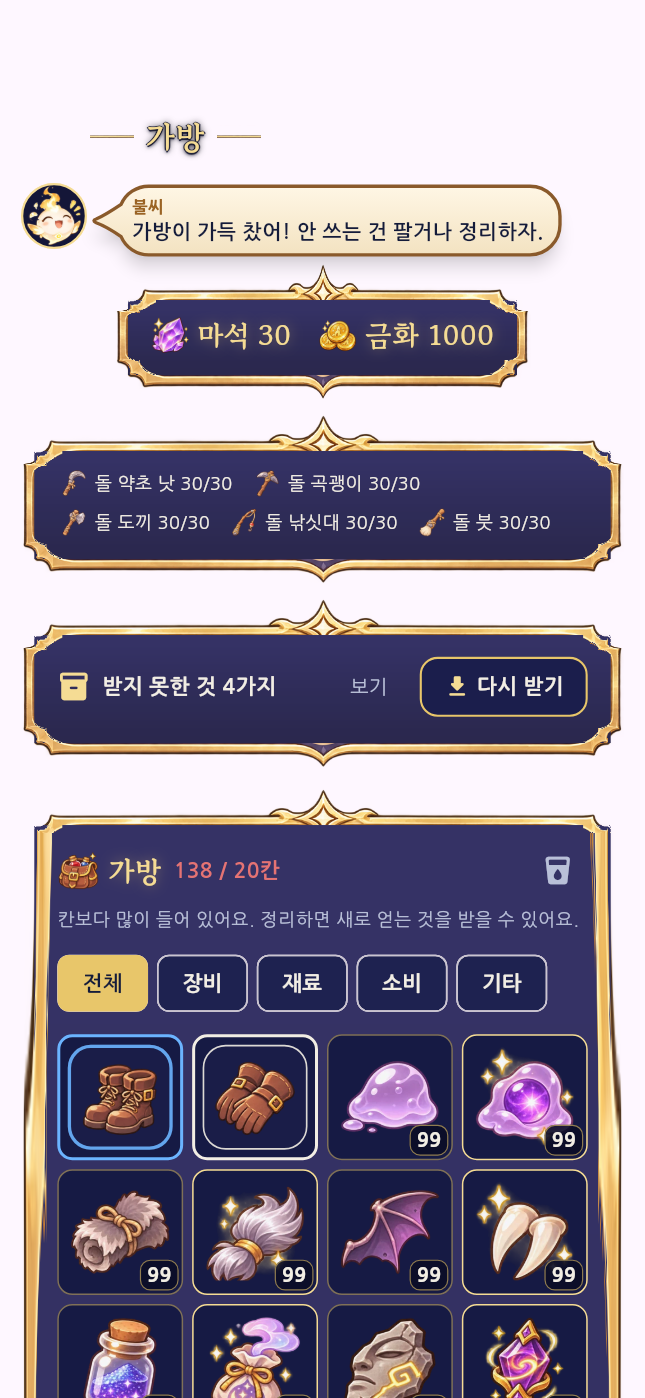 가방
불씨
가방이 가득 찼어! 안 쓰는 건 팔거나 정리하자.
마석 30 금화 1000
돌 약초 낫 30/30 돌 곡괭이 30/30
돌 도끼 30/30 돌 낚싯대 30/30 돌 붓 30/30
받지 못한 것 4가지 보기 다시 받기
가방 138 / 20칸
칸보다 많이 들어 있어요. 정리하면 새로 얻는 것을 받을 수 있어요.
전체 장비 재료 소비 기타
99 99
99 99 99 99